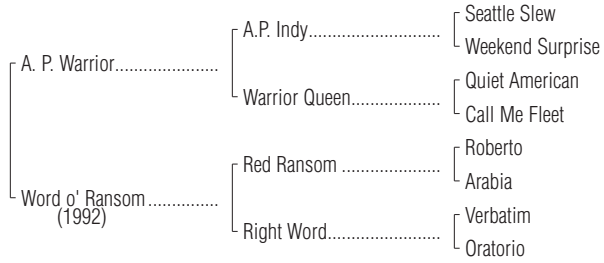 Seattle Slew
A.P. Indy
Weekend Surprise
A. P. Warrior
Quiet American
Warrior Queen
Call Me Fleet
Roberto
Red Ransom
Arabia
Word o' Ransom
(1992)
Verbatim
Right Word
Oratorio